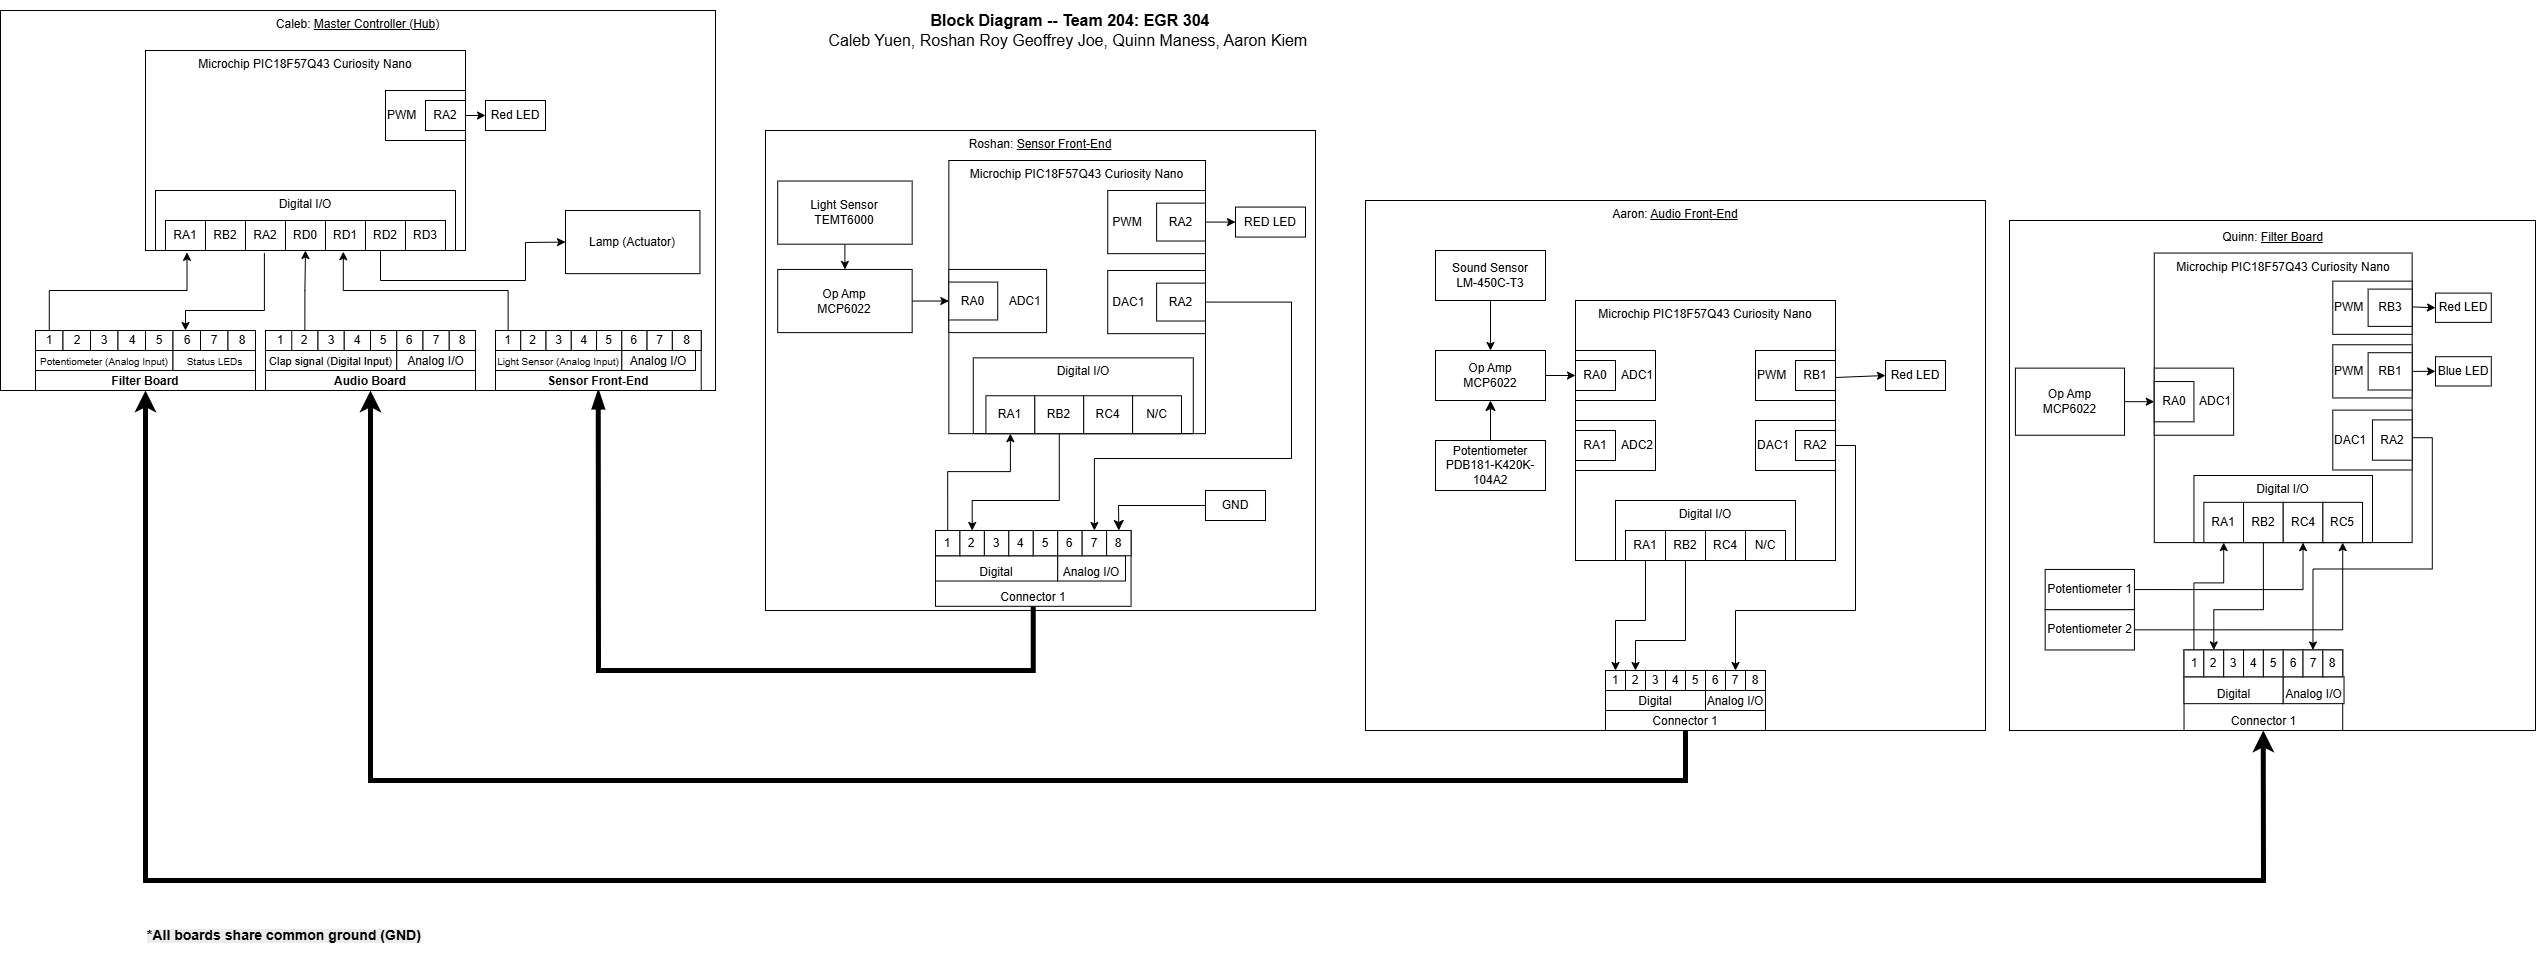 Block Diagram -- Team 204: EGR 304
Caleb Yuen, Roshan Roy Geoffrey Joe, Quinn Maness, Aaron Kiem
Caleb: Master Controller (Hub)
Microchip PIC18F57Q43 Curiosity Nano
PWM RA2
Red LED
Digital I/O
RA1 RB2 RA2 RD0 RD1 RD2 RD3
Lamp (Actuator)
1 2 3 4 5 6 7 8
Potentiometer (Analog Input) Status LEDs
Filter Board
1 2 3 4 5 6 7 8
Clap signal (Digital Input) Analog I/O
Audio Board
1 2 3 4 5 6 7 8
Light Sensor (Analog Input) Analog I/O
Sensor Front-End
Roshan: Sensor Front-End
Microchip PIC18F57Q43 Curiosity Nano
Light Sensor
TEMT6000
Op Amp
MCP6022
RA0 ADC1
PWM RA2
RED LED
DAC1 RA2
Digital I/O
RA1 RB2 RC4 N/C
GND
1 2 3 4 5 6 7 8
Digital Analog I/O
Connector 1
Aaron: Audio Front-End
Sound Sensor
LM-450C-T3
Op Amp
MCP6022
Potentiometer
PDB181-K420K-
104A2
Microchip PIC18F57Q43 Curiosity Nano
RA0 ADC1
RA1 ADC2
PWM RB1
Red LED
DAC1 RA2
Digital I/O
RA1 RB2 RC4 N/C
1 2 3 4 5 6 7 8
Digital Analog I/O
Connector 1
Quinn: Filter Board
Microchip PIC18F57Q43 Curiosity Nano
PWM RB3
Red LED
PWM RB1
Blue LED
Op Amp
MCP6022
RA0 ADC1
DAC1 RA2
Digital I/O
RA1 RB2 RC4 RC5
Potentiometer 1
Potentiometer 2
1 2 3 4 5 6 7 8
Digital Analog I/O
Connector 1
*All boards share common ground (GND)